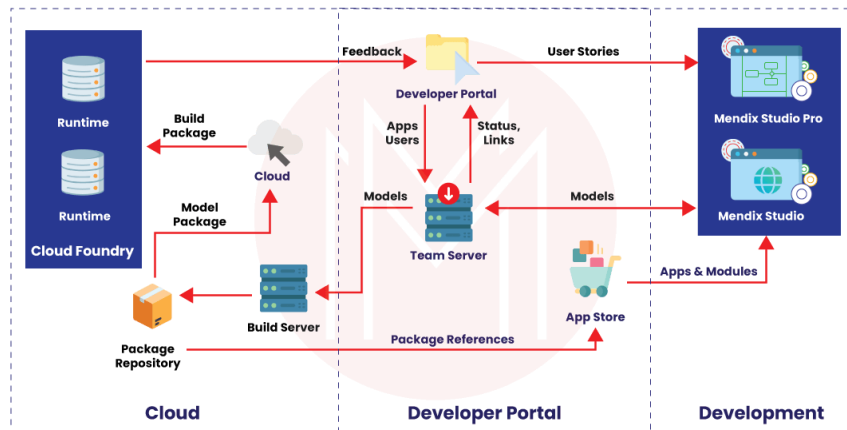 Feedback
User Stories
Developer Portal
Runtime
Mendix Studio Pro
Build
Package
Apps
Users
Status,
Links
Cloud
Runtime
Model
Package
Models
Models
Mendix Studio
Cloud Foundry
Team Server
Apps & Modules
Build Server
App Store
Package References
Package
Repository
Cloud
Developer Portal
Development